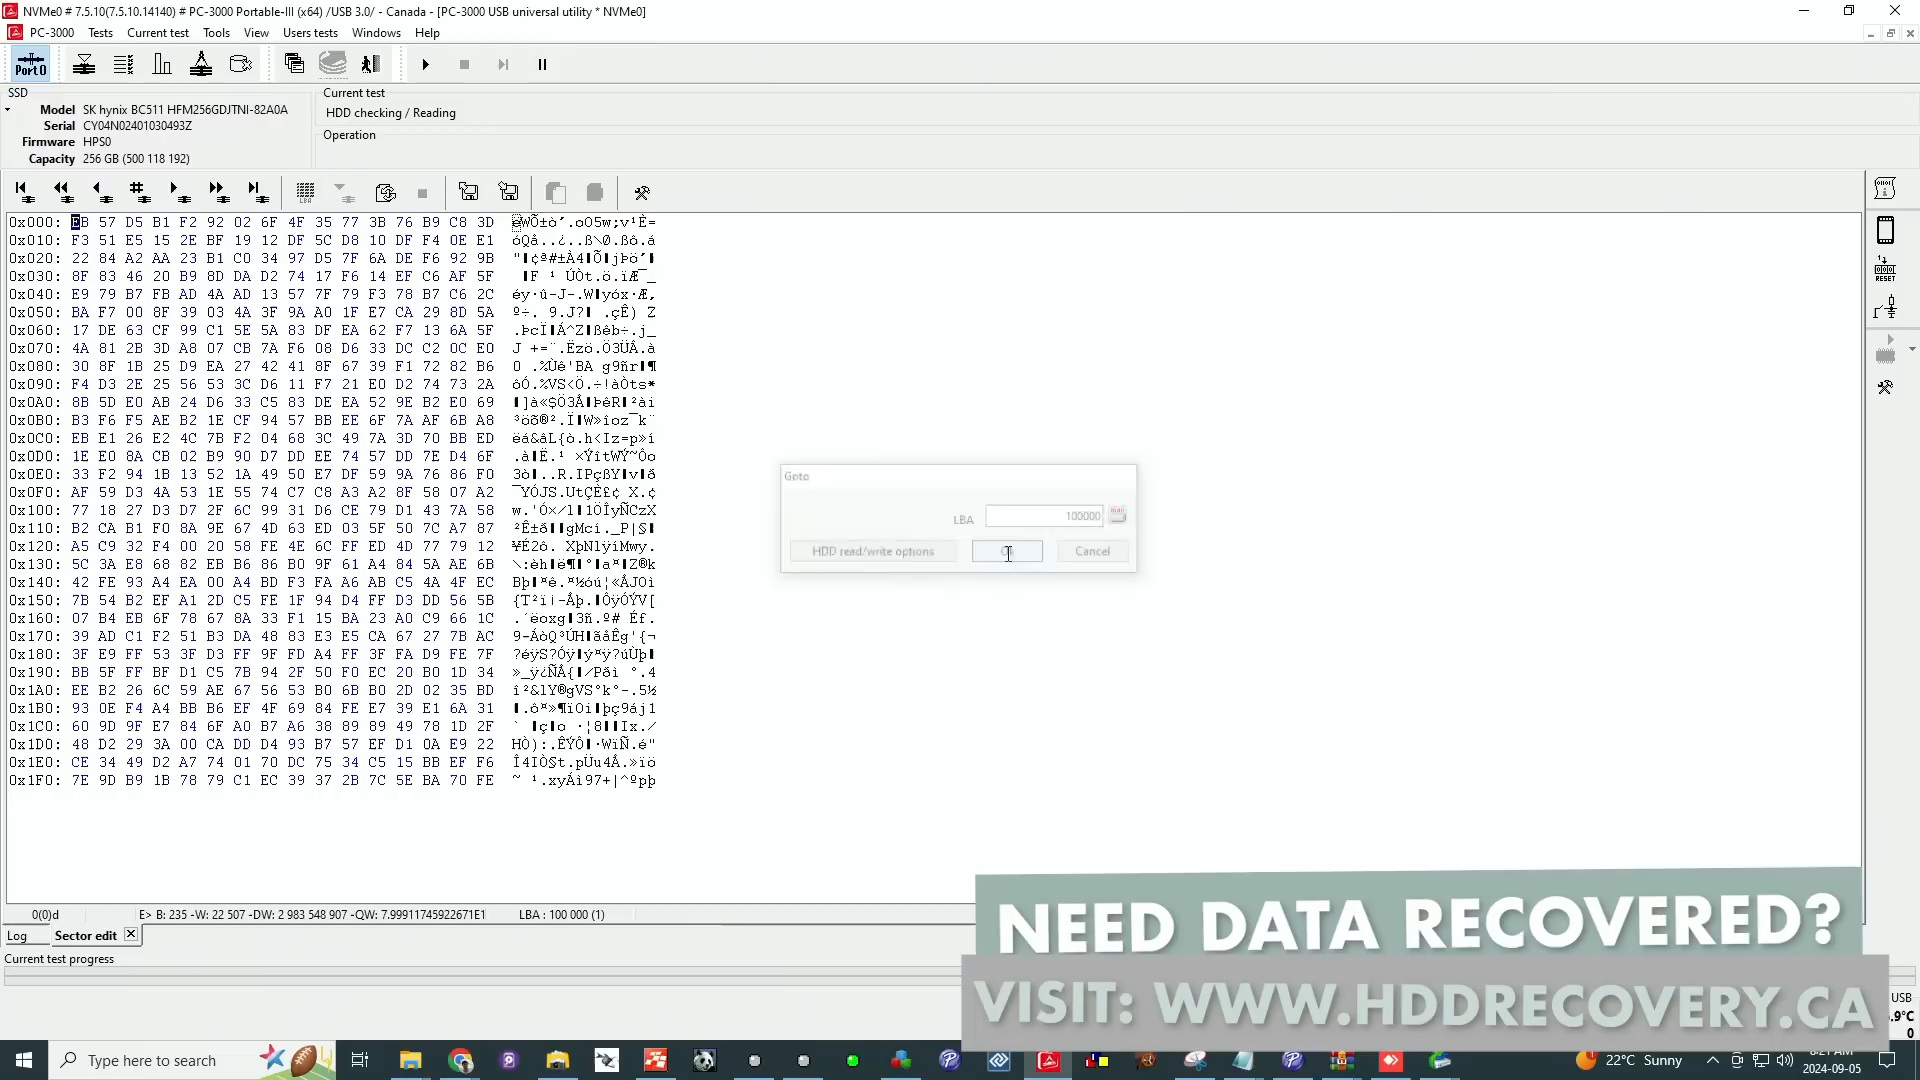 NVMe0 # 7.5.10(7.5.10.14140) # PC-3000 Portable-III (x64) /USB 3.0/ - Canada - [PC-3000 USB universal utility * NVMe0]
PC-3000 Tests Current test Tools View Users tests Windows Help
Port0
SSD
Model SK hynix BC511 HFM256GDJTNI-82A0A
Serial CY04N02401030493Z
Firmware HPS0
Capacity 256 GB (500 118 192)
Current test
HDD checking / Reading
Operation
LBA
0x000: EB 57 D5 B1 F2 92 02 6F 4F 35 77 3B 76 B9 C8 3D
0x010: F3 51 E5 15 2E BF 19 12 DF 5C D8 10 DF F4 0E E1
0x020: 22 84 A2 AA 23 B1 C0 34 97 D5 7F 6A DE F6 92 9B
0x030: 8F 83 46 20 B9 8D DA D2 74 17 F6 14 EF C6 AF 5F
0x040: E9 79 B7 FB AD 4A AD 13 57 7F 79 F3 78 B7 C6 2C
0x050: BA F7 00 8F 39 03 4A 3F 9A A0 1F E7 CA 29 8D 5A
0x060: 17 DE 63 CF 99 C1 5E 5A 83 DF EA 62 F7 13 6A 5F
0x070: 4A 81 2B 3D A8 07 CB 7A F6 08 D6 33 DC C2 0C E0
0x080: 30 8F 1B 25 D9 EA 27 42 41 8F 67 39 F1 72 82 B6
0x090: F4 D3 2E 25 56 53 3C D6 11 F7 21 E0 D2 74 73 2A
0x0A0: 8B 5D E0 AB 24 D6 33 C5 83 DE EA 52 9E B2 E0 69
0x0B0: B3 F6 F5 AE B2 1E CF 94 57 BB EE 6F 7A AF 6B A8
0x0C0: EB E1 26 E2 4C 7B F2 04 68 3C 49 7A 3D 70 BB ED
0x0D0: 1E E0 8A CB 02 B9 90 D7 DD EE 74 57 DD 7E D4 6F
0x0E0: 33 F2 94 1B 13 52 1A 49 50 E7 DF 59 9A 76 86 F0
0x0F0: AF 59 D3 4A 53 1E 55 74 C7 C8 A3 A2 8F 58 07 A2
0x100: 77 18 27 D3 D7 2F 6C 99 31 D6 CE 79 D1 43 7A 58
0x110: B2 CA B1 F0 8A 9E 67 4D 63 ED 03 5F 50 7C A7 87
0x120: A5 C9 32 F4 00 20 58 FE 4E 6C FF ED 4D 77 79 12
0x130: 5C 3A E8 68 82 EB B6 86 B0 9F 61 A4 84 5A AE 6B
0x140: 42 FE 93 A4 EA 00 A4 BD F3 FA A6 AB C5 4A 4F EC
0x150: 7B 54 B2 EF A1 2D C5 FE 1F 94 D4 FF D3 DD 56 5B
0x160: 07 B4 EB 6F 78 67 8A 33 F1 15 BA 23 A0 C9 66 1C
0x170: 39 AD C1 F2 51 B3 DA 48 83 E3 E5 CA 67 27 7B AC
0x180: 3F E9 FF 53 3F D3 FF 9F FD A4 FF 3F FA D9 FE 7F
0x190: BB 5F FF BF D1 C5 7B 94 2F 50 F0 EC 20 B0 1D 34
0x1A0: EE B2 26 6C 59 AE 67 56 53 B0 6B B0 2D 02 35 BD
0x1B0: 93 0E F4 A4 BB B6 EF 4F 69 84 FE E7 39 E1 6A 31
0x1C0: 60 9D 9F E7 84 6F A0 B7 A6 38 89 89 49 78 1D 2F
0x1D0: 48 D2 29 3A 00 CA DD D4 93 B7 57 EF D1 0A E9 22
0x1E0: CE 34 49 D2 A7 74 01 70 DC 75 34 C5 15 BB EF F6
0x1F0: 7E 9D B9 1B 78 79 C1 EC 39 37 2B 7C 5E BA 70 FE
Goto
LBA 100000
HDD read/write options Cancel
0(0)d E> B: 235 -W: 22 507 -DW: 2 983 548 907 -QW: 7.99911745922671E1 LBA : 100 000 (1)
Log Sector edit
Current test progress
RESET
NEED DATA RECOVERED?
VISIT: WWW.HDDRECOVERY.CA
USB
.9°C
0
Type here to search
22°C Sunny
8:21 AM
2024-09-05